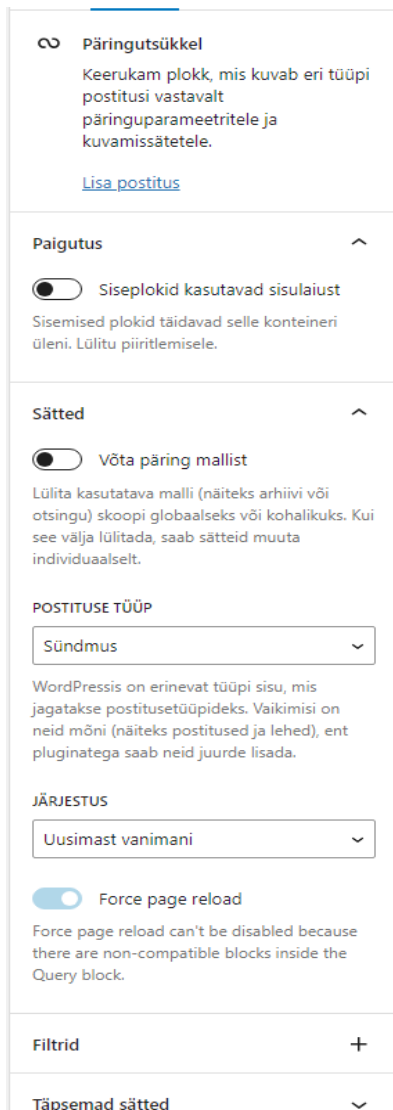 Päringutsükkel
Keerukam plokk, mis kuvab eri tüüpi
postitusi vastavalt
päringuparameetritele ja
kuvamissätetele.
Lisa postitus
Paigutus
Siseplokid kasutavad sisulaiust
Sisemised plokid täidavad selle konteineri
üleni. Lülitu piiritlemisele.
Sätted
Võta päring mallist
Lülita kasutatava malli (näiteks arhiivi või
otsingu) skoopi globaalseks või kohalikuks. Kui
see välja lülitada, saab sätteid muuta
individuaalselt.
POSTITUSE TÜÜP
Sündmus
WordPressis on erinevat tüüpi sisu, mis
jagatakse postitusetüüpideks. Vaikimisi on
neid mõni (näiteks postitused ja lehed), ent
pluginatega saab neid juurde lisada.
JÄRJESTUS
Uusimast vanimani
Force page reload
Force page reload can't be disabled because
there are non-compatible blocks inside the
Query block.
Filtrid
Täpsemad sätted